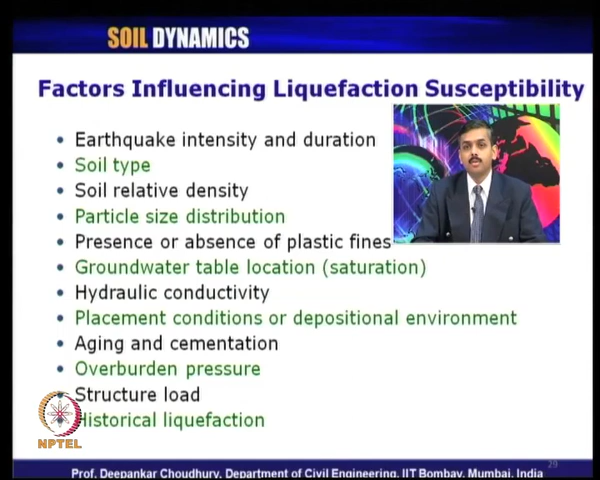 SOIL DYNAMICS
Factors Influencing Liquefaction Susceptibility
• Earthquake intensity and duration
• Soil type
• Soil relative density
• Particle size distribution
• Presence or absence of plastic fines
• Groundwater table location (saturation)
• Hydraulic conductivity
• Placement conditions or depositional environment
• Aging and cementation
• Overburden pressure
• Structure load
Historical liquefaction
NPTEL
29
Prof. Deepankar Choudhury, Department of Civil Engineering, IIT Bombay, Mumbai, India